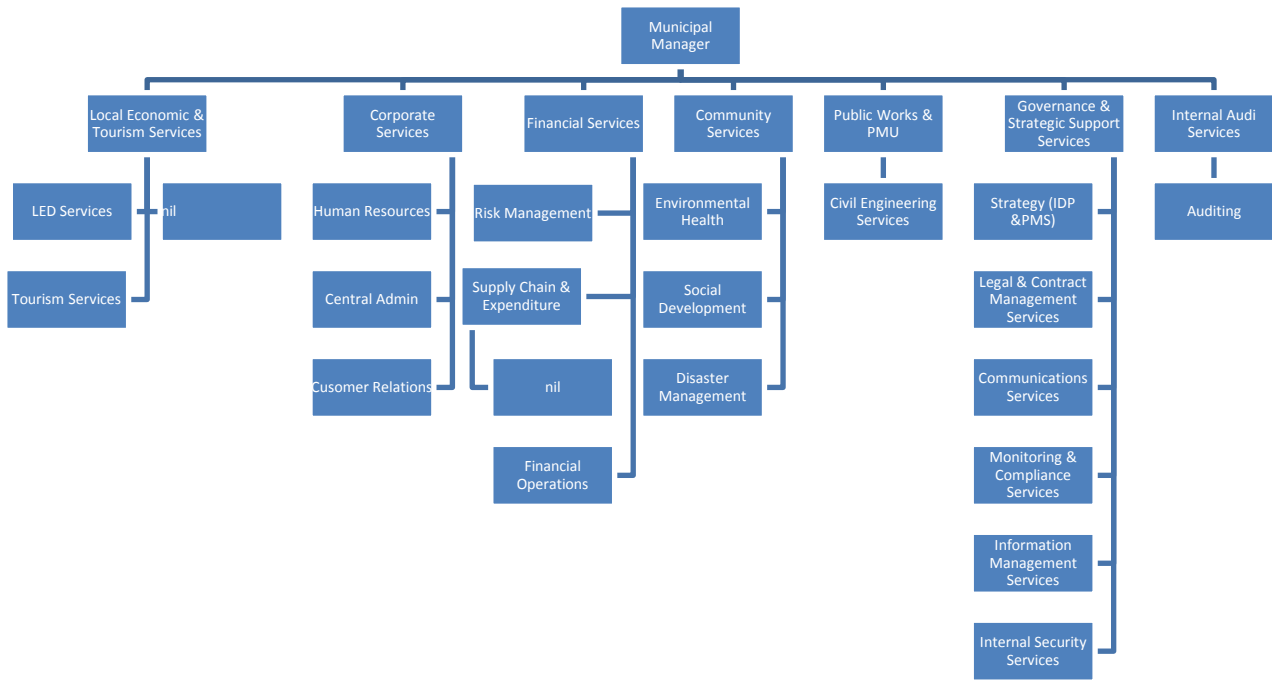 Municipal
Manager
Local Economic &
Tourism Services
Corporate
Services
Financial Services
Community
Services
Public Works &
PMU
Governance &
Strategic Support
Services
Internal Audi
Services
LED Services
nil
Tourism Services
Human Resources
Central Admin
Cusomer Relations
Risk Management
Supply Chain &
Expenditure
nil
Financial
Operations
Environmental
Health
Social
Development
Disaster
Management
Civil Engineering
Services
Strategy (IDP
&PMS)
Legal & Contract
Management
Services
Communications
Services
Monitoring &
Compliance
Services
Information
Management
Services
Internal Security
Services
Auditing